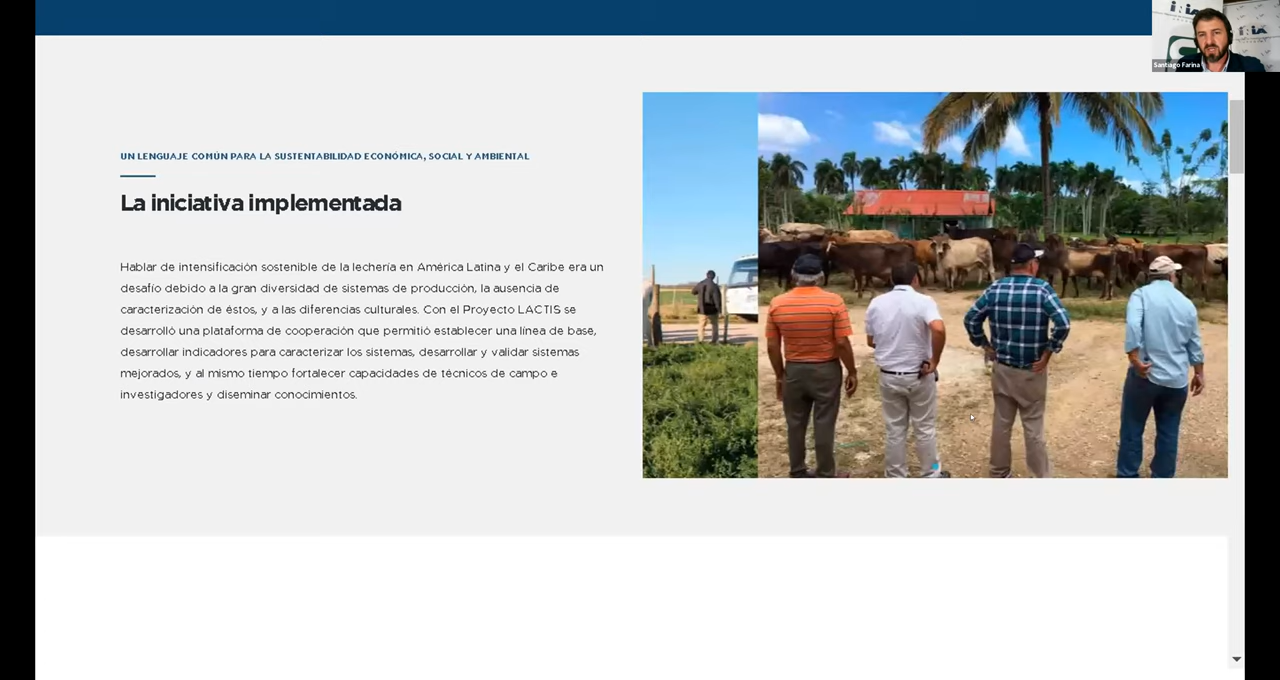 iNiA
iNiA
Santiago Farina
UN LENGUAJE COMÚN PARA LA SUSTENTABILIDAD ECONÓMICA, SOCIAL Y AMBIENTAL
La iniciativa implementada
Hablar de intensificación sostenible de la lechería en América Latina y el Caribe era un
desafío debido a la gran diversidad de sistemas de producción, la ausencia de
caracterización de éstos, y a las diferencias culturales. Con el Proyecto LACTIS se
desarrolló una plataforma de cooperación que permitió establecer una línea de base,
desarrollar indicadores para caracterizar los sistemas, desarrollar y validar sistemas
mejorados, y al mismo tiempo fortalecer capacidades de técnicos de campo e
investigadores y diseminar conocimientos.